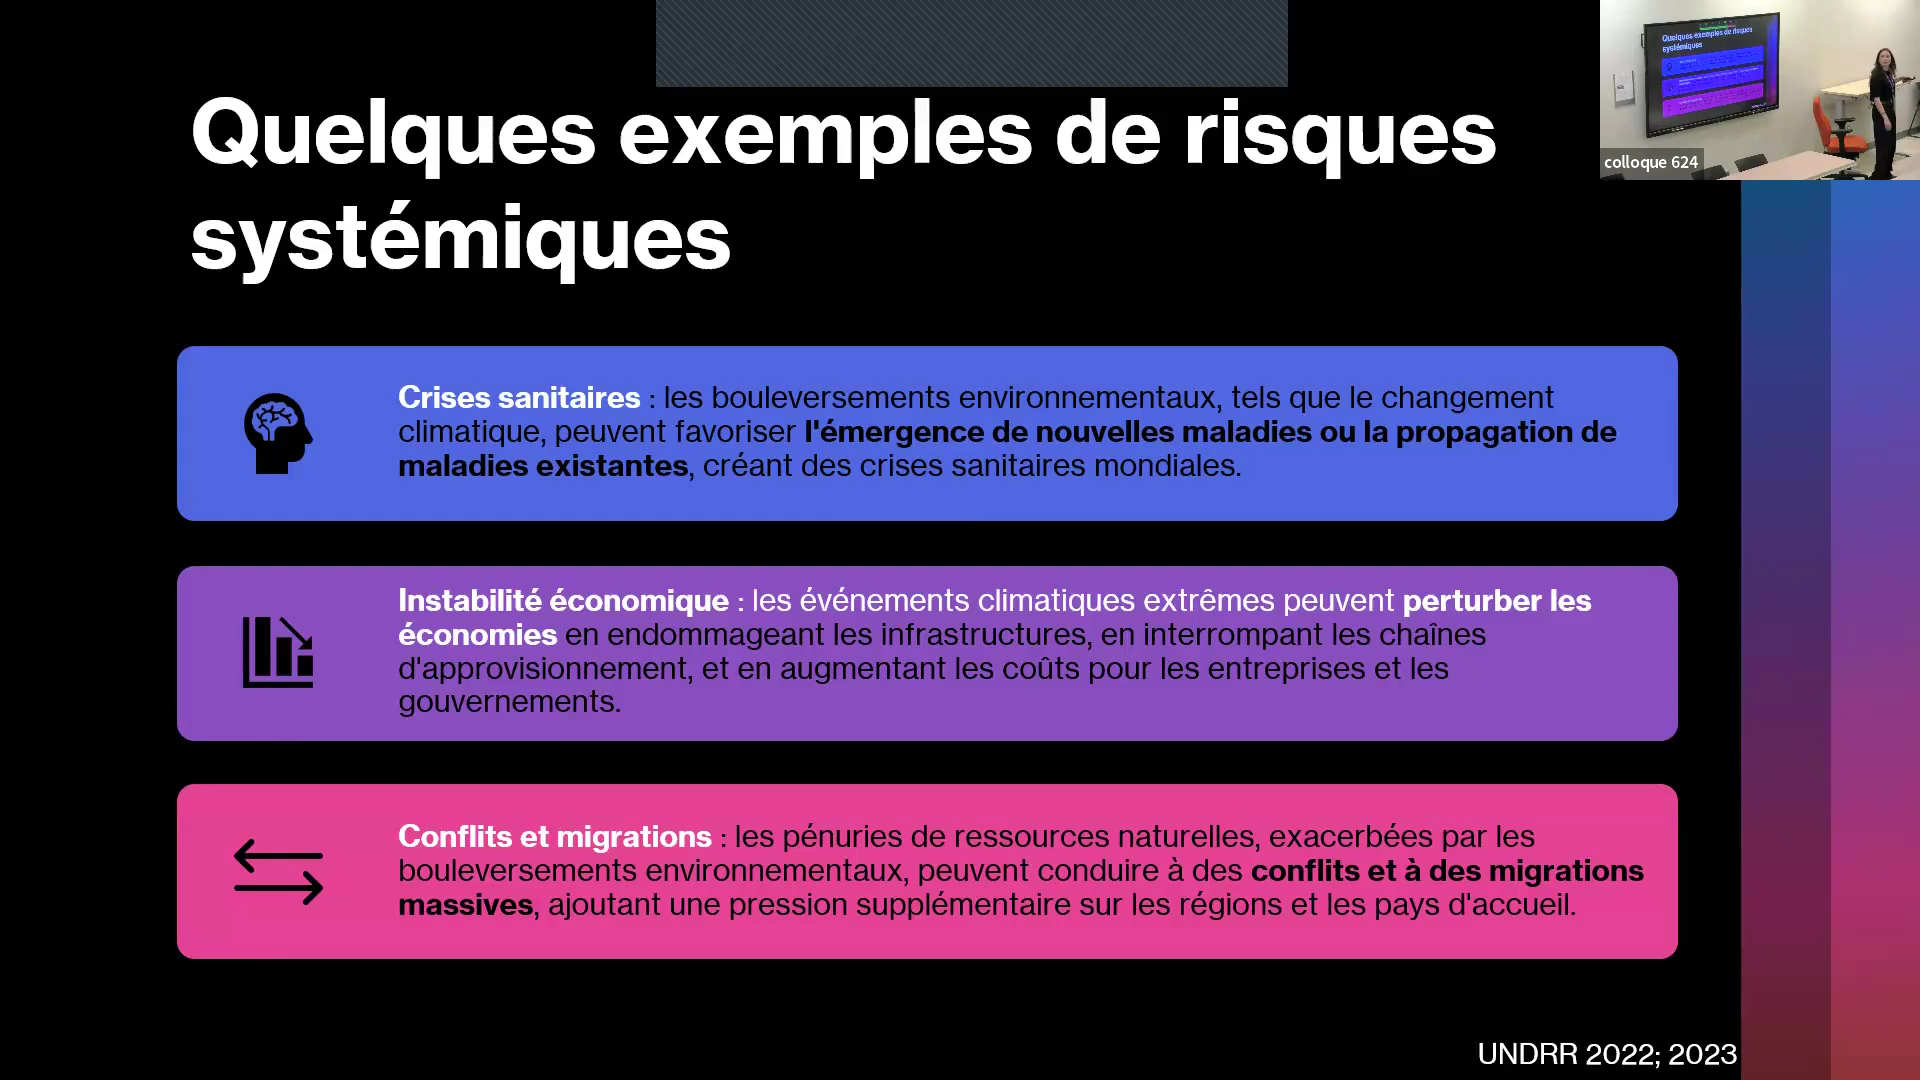 Quelques exemples de risques
systémiques
colloque 624
Quelques exemples de risques
systémiques
Crises sanitaires : les bouleversements environnementaux, tels que le changement
climatique, peuvent favoriser l'émergence de nouvelles maladies ou la propagation de
maladies existantes, créant des crises sanitaires mondiales.
Instabilité économique : les événements climatiques extrêmes peuvent perturber les
économies en endommageant les infrastructures, en interrompant les chaînes
d'approvisionnement, et en augmentant les coûts pour les entreprises et les
gouvernements.
Conflits et migrations : les pénuries de ressources naturelles, exacerbées par les
bouleversements environnementaux, peuvent conduire à des conflits et à des migrations
massives, ajoutant une pression supplémentaire sur les régions et les pays d'accueil.
UNDRR 2022; 2023